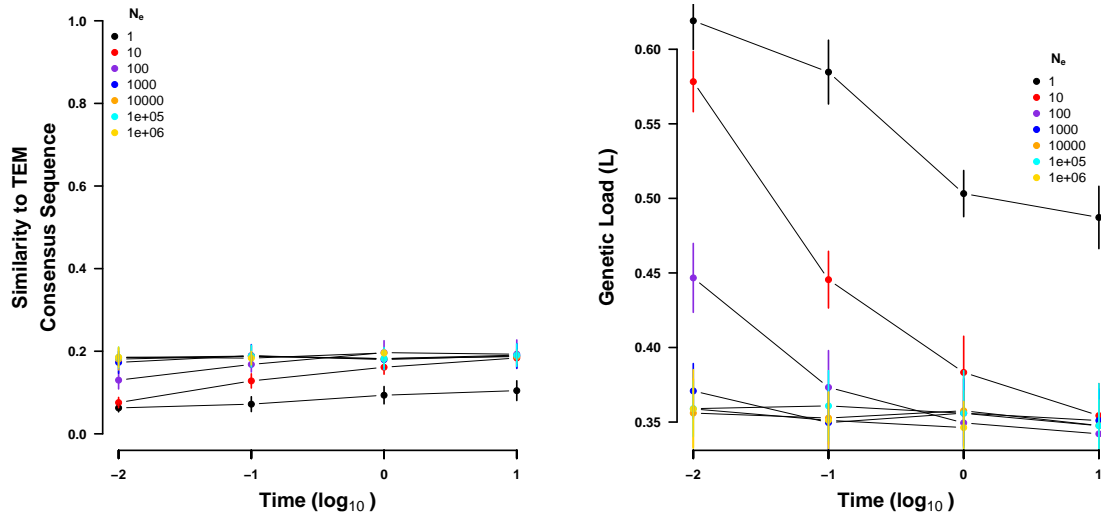 Similarity to TEM
Consensus Sequence
1.0
0.8
0.6
0.4
0.2
0.0
Nₑ
1
10
100
1000
10000
1e+05
1e+06
−2
−1
0
1
Time (log₁₀ )
Genetic Load (L)
0.60
0.55
0.50
0.45
0.40
0.35
Nₑ
1
10
100
1000
10000
1e+05
1e+06
−2
−1
0
1
Time (log₁₀ )